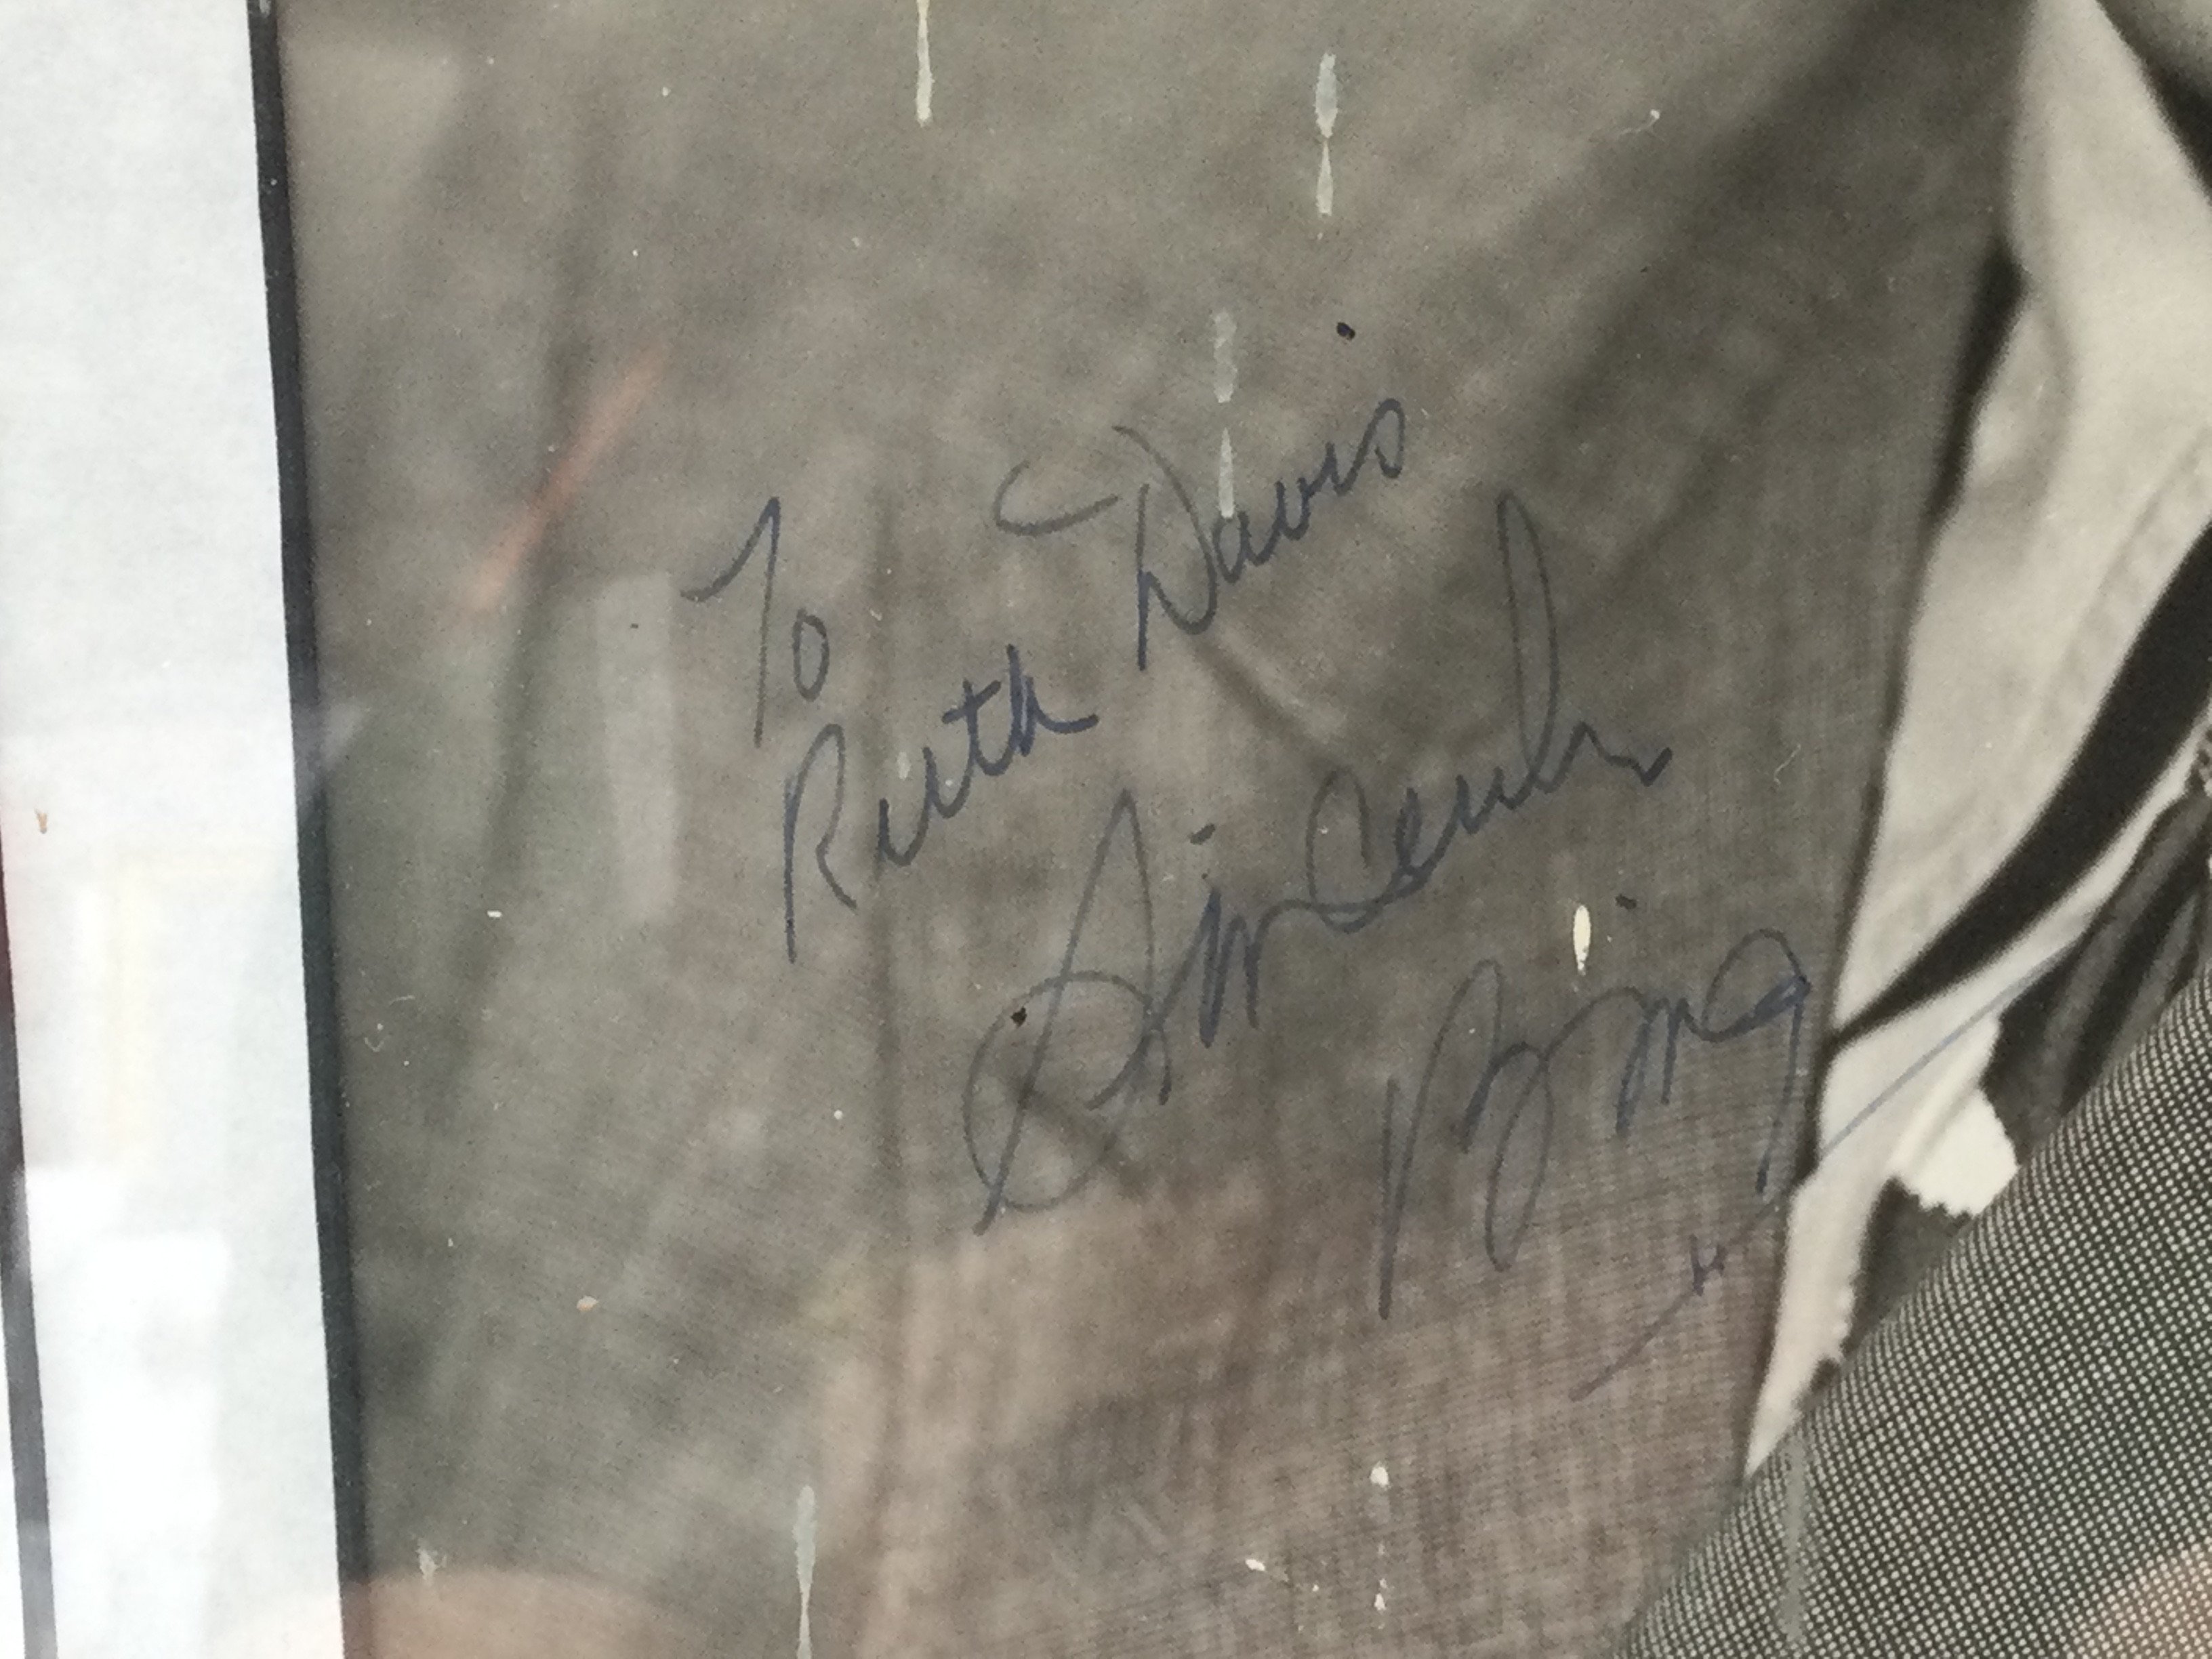 To
Ruth Davis
Sincerely
Bing